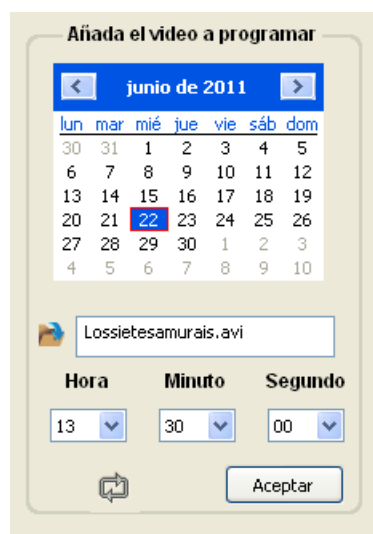 Añada el video a programar
junio de 2011
lun mar mié jue vie sáb dom
30 31 1 2 3 4 5
6 7 8 9 10 11 12
13 14 15 16 17 18 19
20 21 22 23 24 25 26
27 28 29 30 1 2 3
4 5 6 7 8 9 10
Lossietesamurais.avi
Hora Minuto Segundo
13 30 00
Aceptar